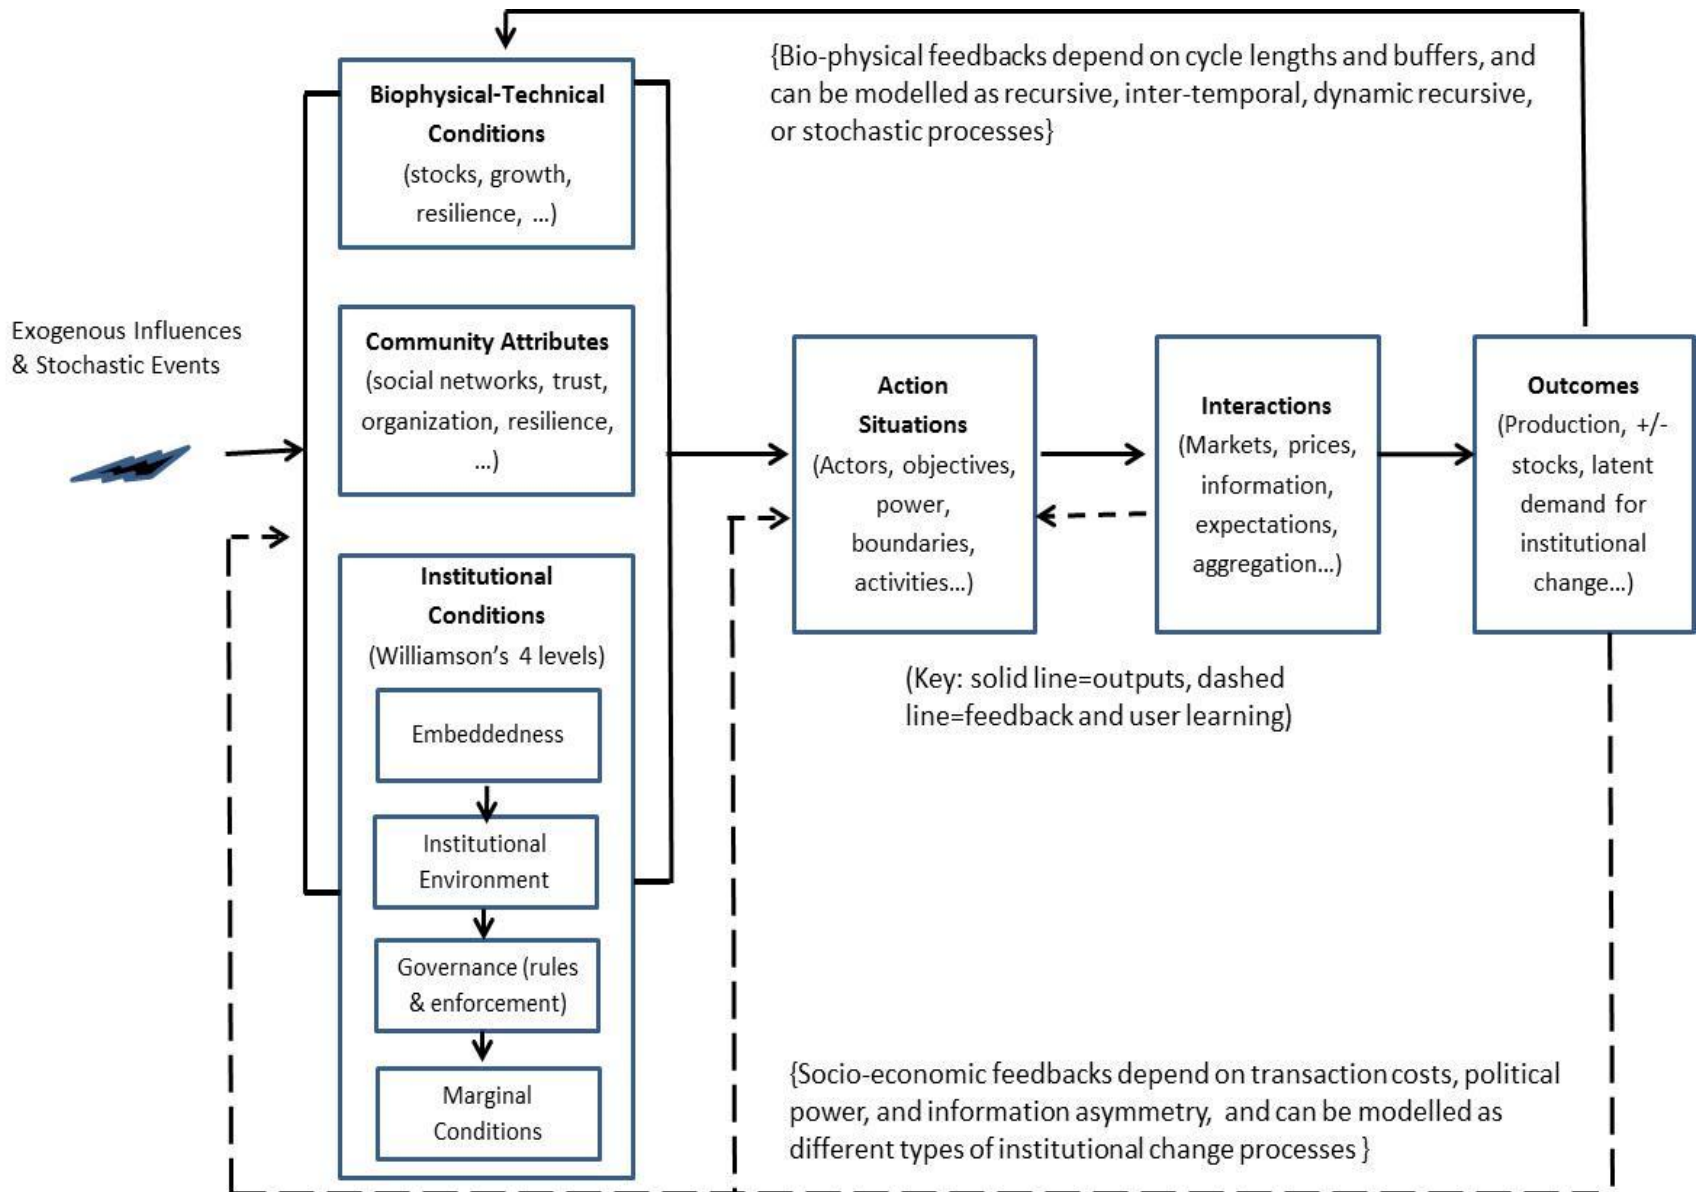 {Bio-physical feedbacks depend on cycle lengths and buffers, and
can be modelled as recursive, inter-temporal, dynamic recursive,
or stochastic processes}
Biophysical-Technical
Conditions
(stocks, growth,
resilience, ...)
Exogenous Influences
& Stochastic Events
Community Attributes
(social networks, trust,
organization, resilience,
...)
Institutional
Conditions
(Williamson's 4 levels)
Embeddedness
Institutional
Environment
Governance (rules
& enforcement)
Marginal
Conditions
Action
Situations
(Actors, objectives,
power,
boundaries,
activities...)
Interactions
(Markets, prices,
information,
expectations,
aggregation...)
Outcomes
(Production, +/-
stocks, latent
demand for
institutional
change...)
(Key: solid line=outputs, dashed
line=feedback and user learning)
{Socio-economic feedbacks depend on transaction costs, political
power, and information asymmetry, and can be modelled as
different types of institutional change processes }